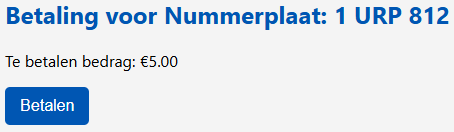 Betaling voor Nummerplaat: 1 URP 812
Te betalen bedrag: €5.00
Betalen